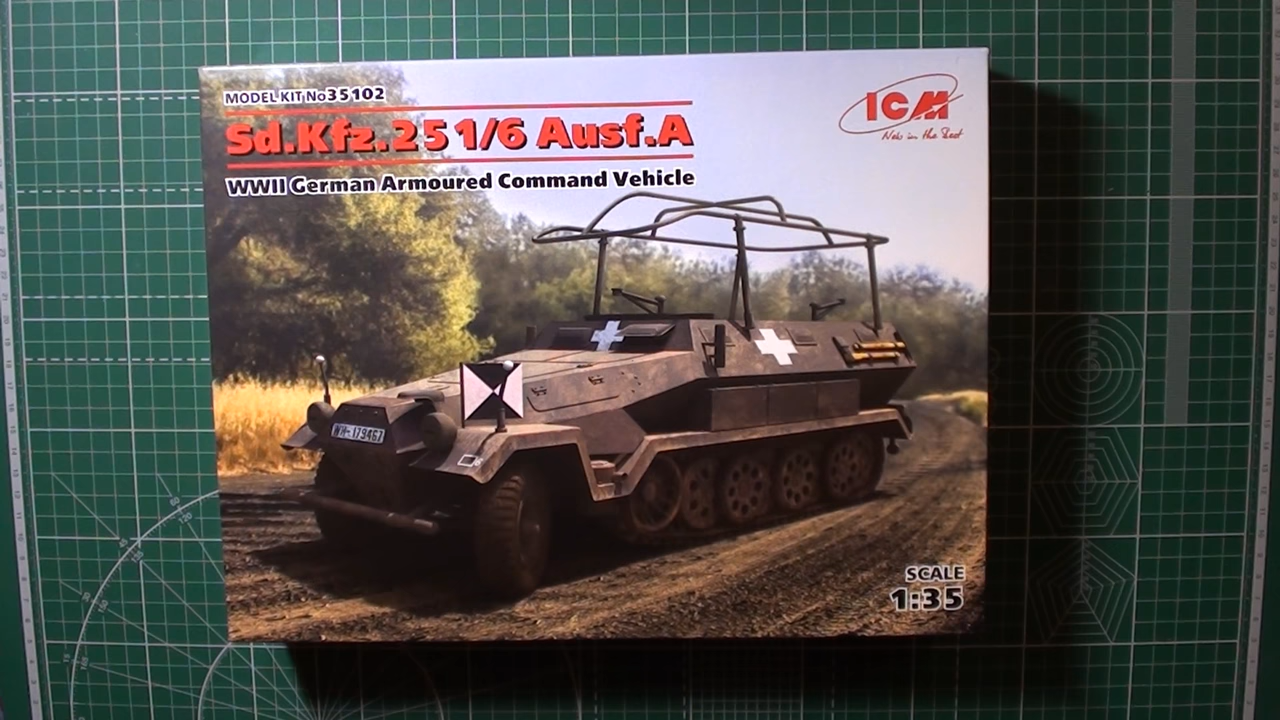 MODEL KIT No35102
Sd.Kfz.251/6 Ausf.A
WWII German Armoured Command Vehicle
ICM
New in the Best
WH-179467
SCALE
1:35